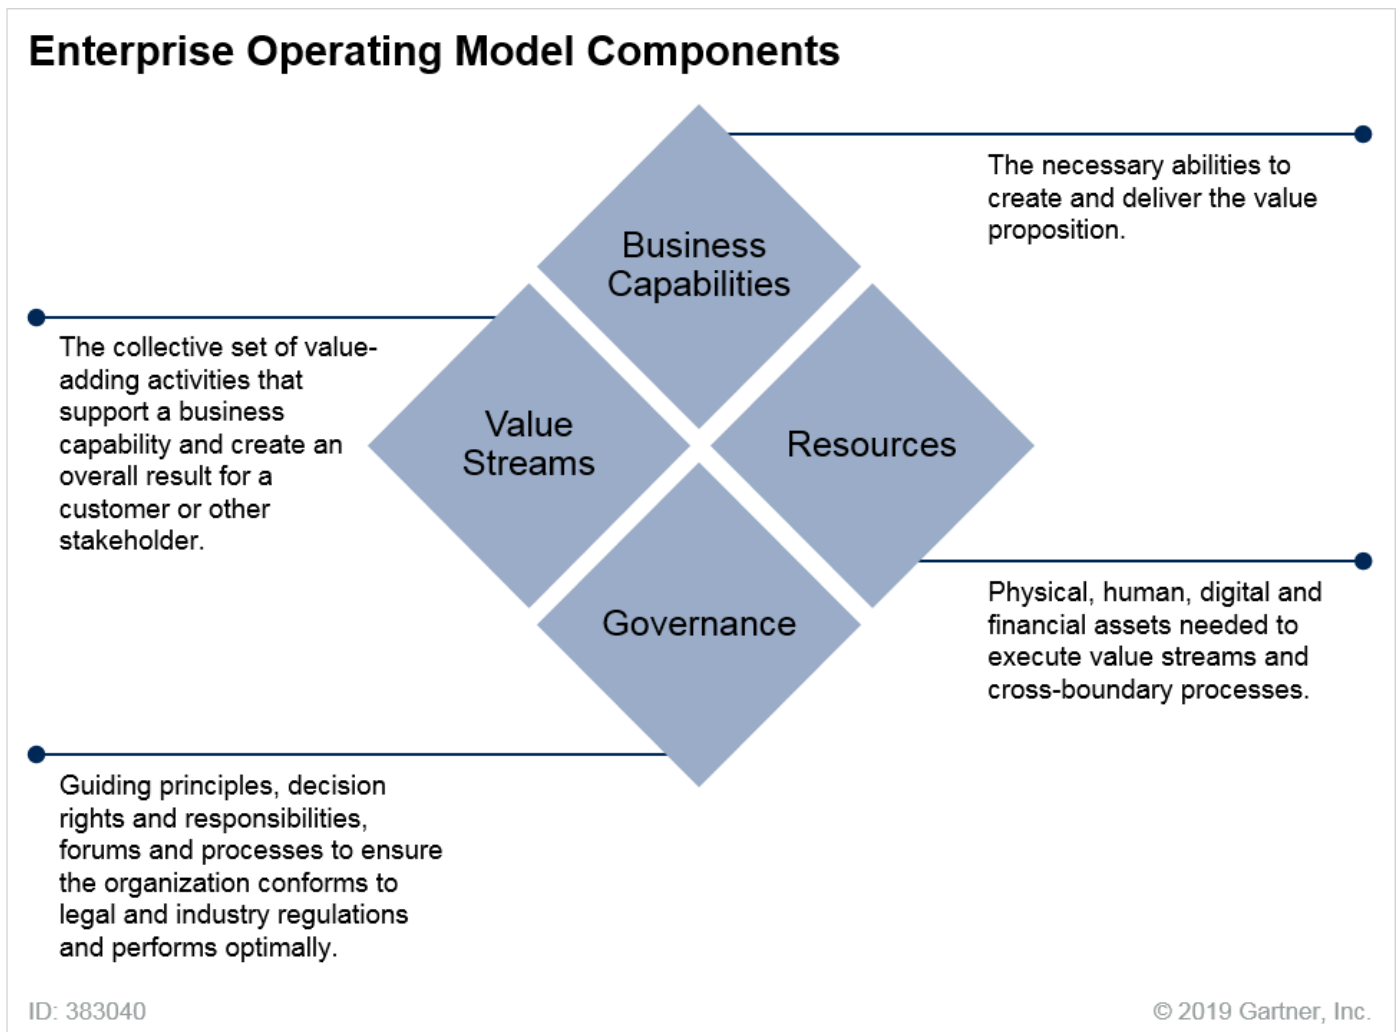 Enterprise Operating Model Components
Business
Capabilities
The necessary abilities to
create and deliver the value
proposition.
Value
Streams
The collective set of value-
adding activities that
support a business
capability and create an
overall result for a
customer or other
stakeholder.
Resources
Physical, human, digital and
financial assets needed to
execute value streams and
cross-boundary processes.
Governance
Guiding principles, decision
rights and responsibilities,
forums and processes to ensure
the organization conforms to
legal and industry regulations
and performs optimally.
ID: 383040
© 2019 Gartner, Inc.